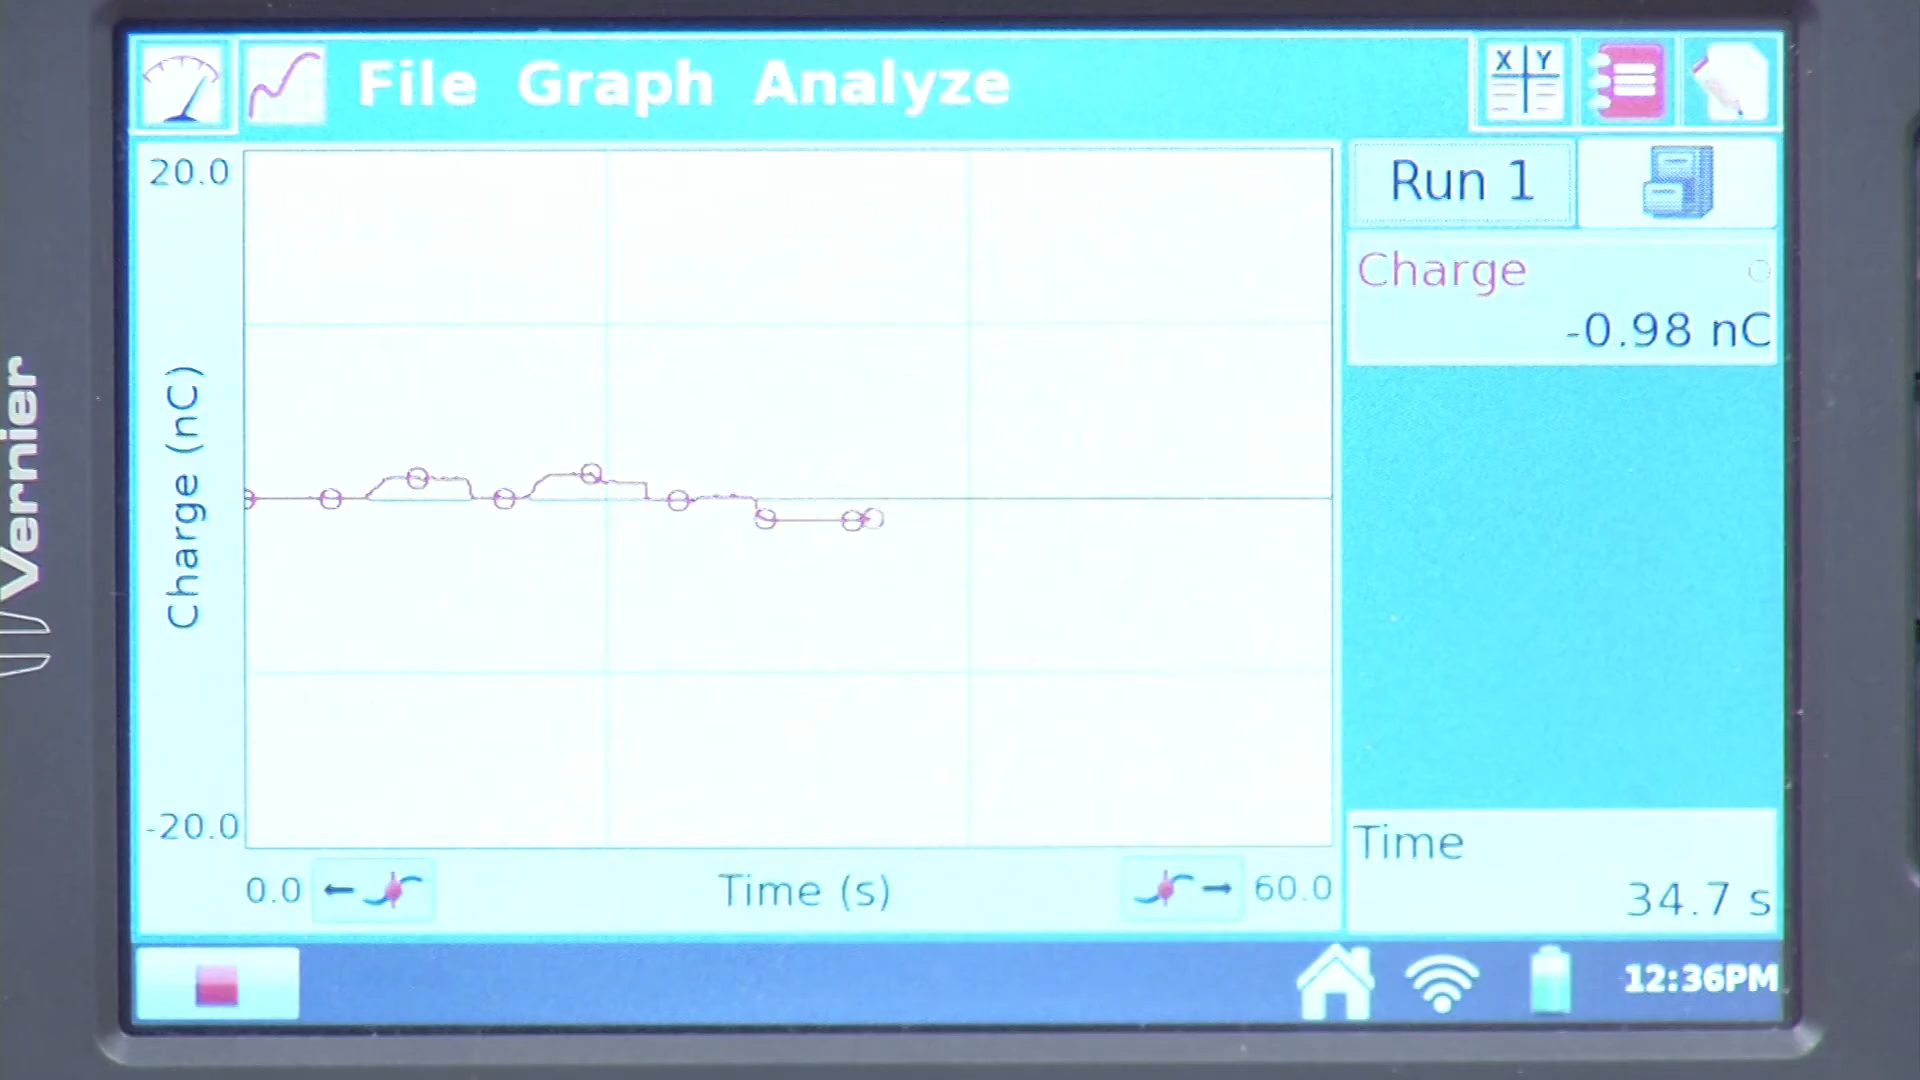 File Graph Analyze
X Y
20.0
Run 1
Charge
-0.98 nC
Charge (nC)
Vernier
-20.0
0.0
Time (s)
60.0
Time
34.7 s
12:36PM